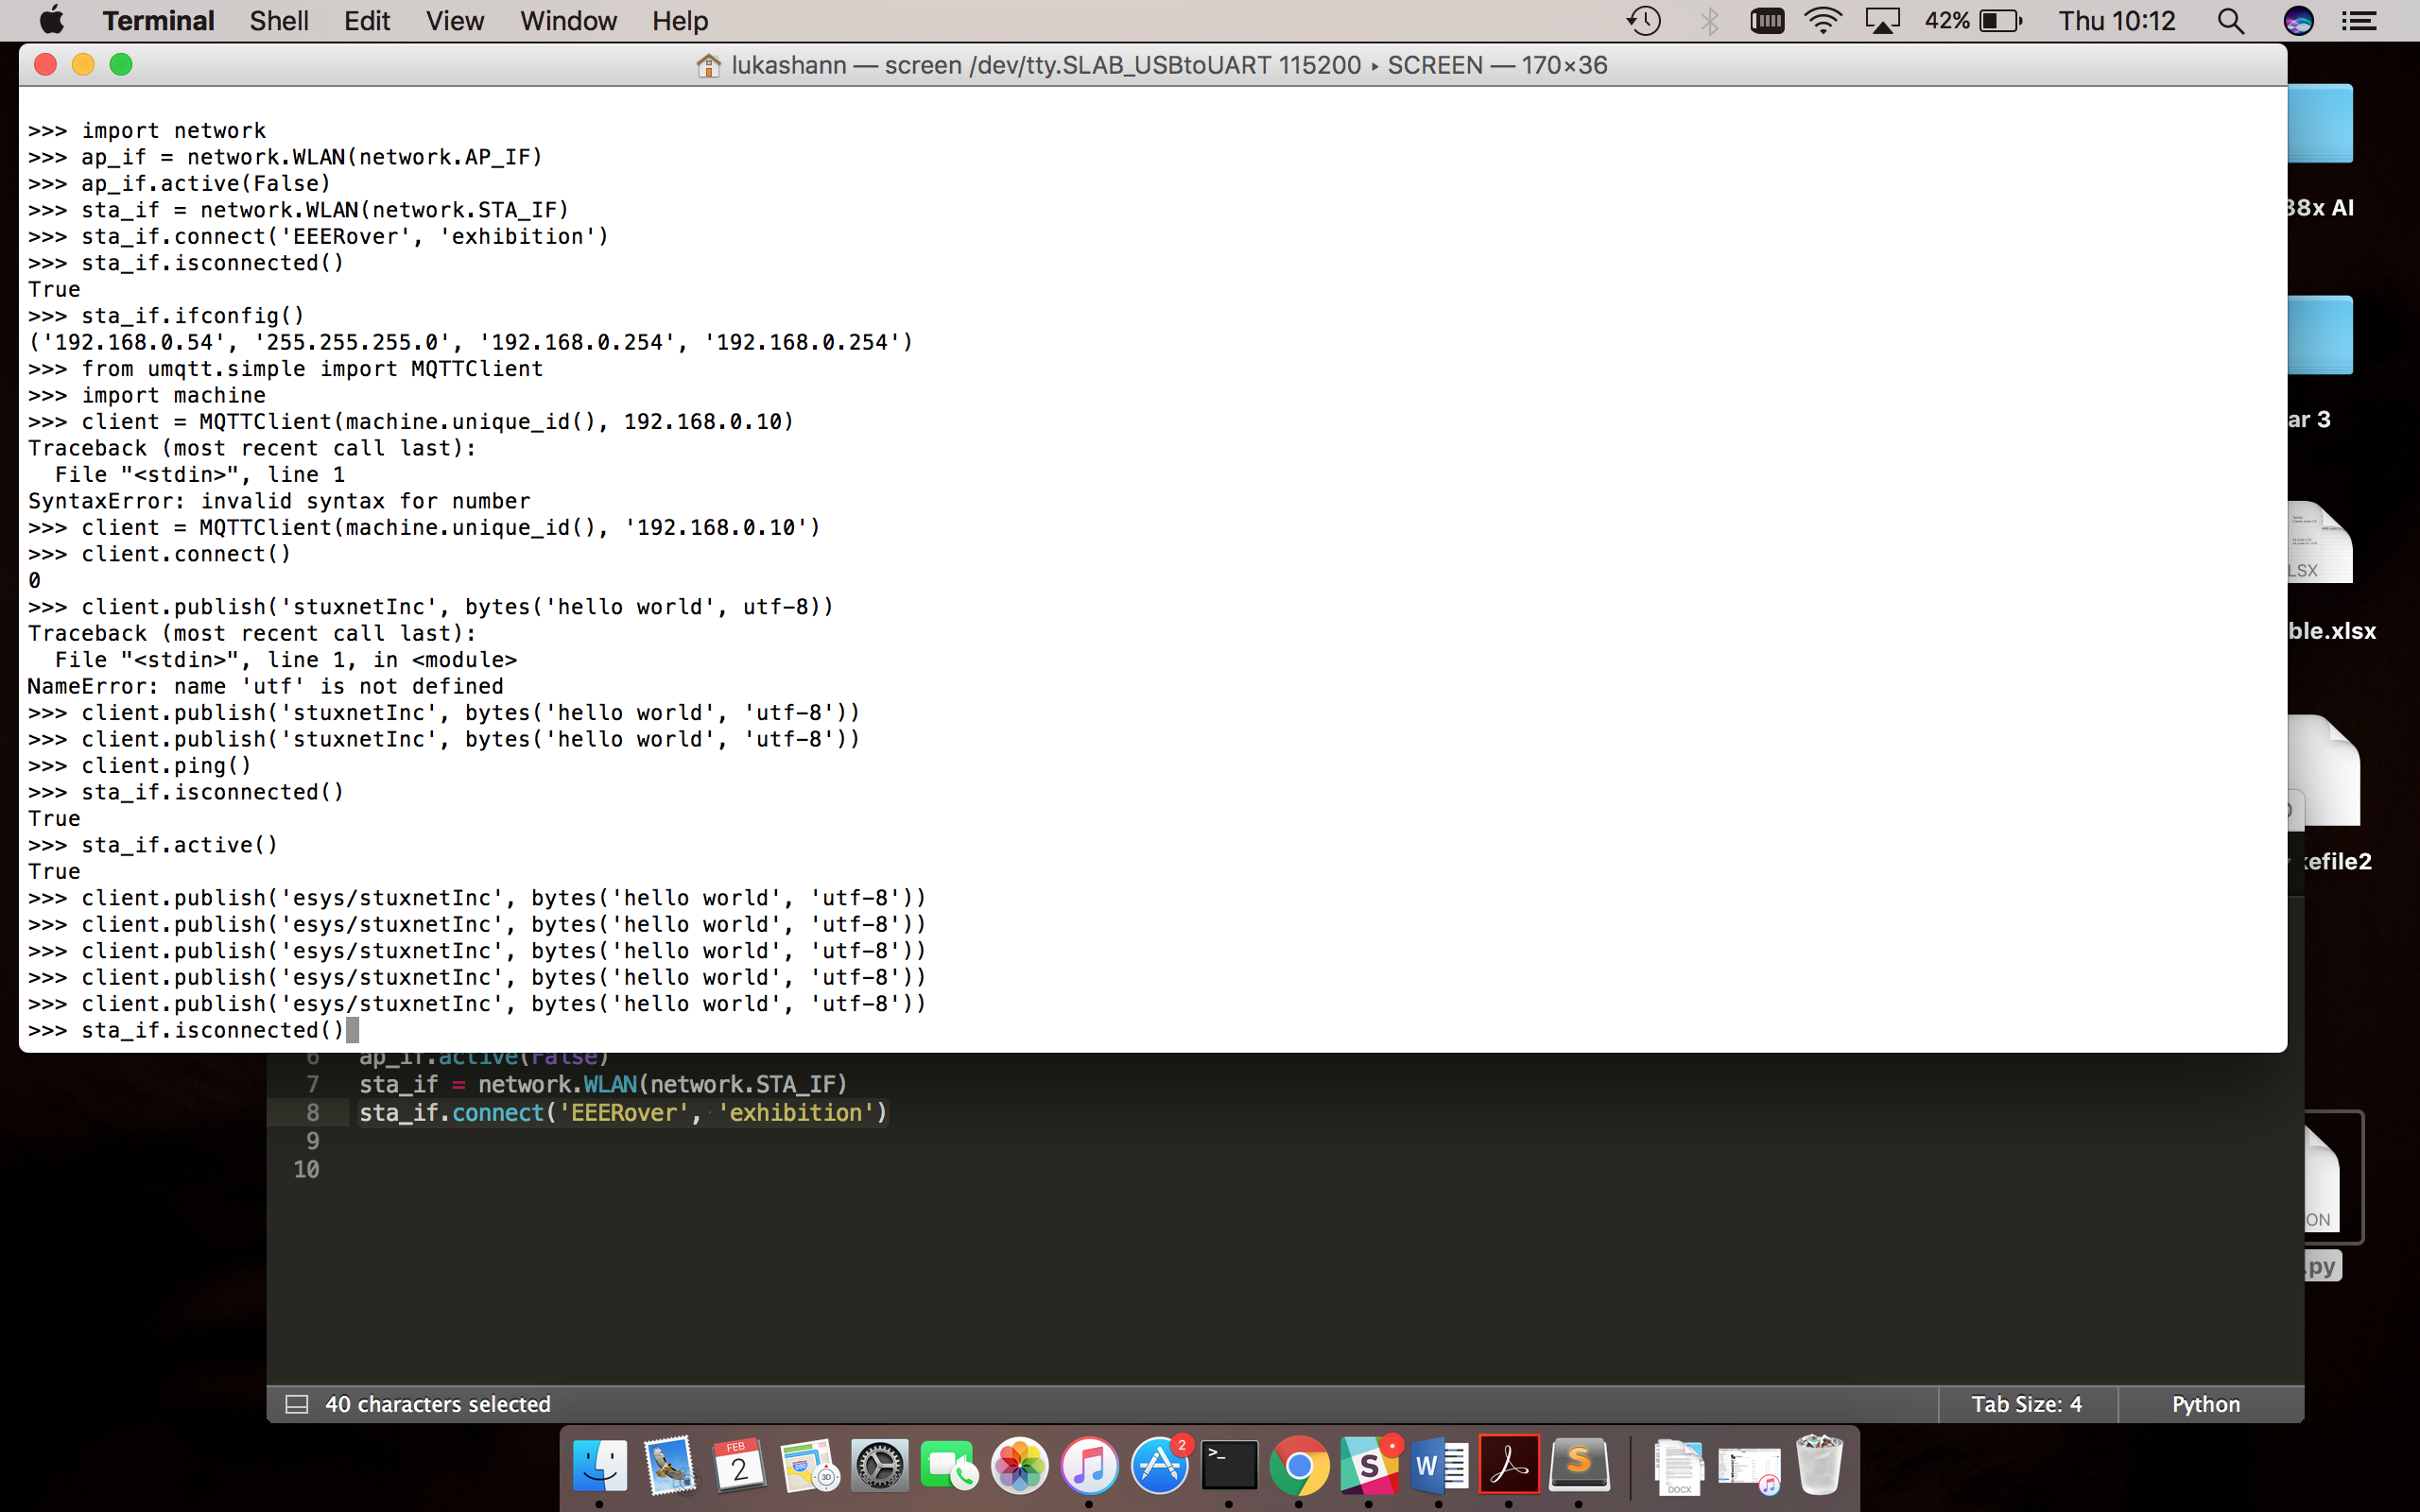 Terminal Shell Edit View Window Help 42% Thu 10:12
lukashann — screen /dev/tty.SLAB_USBtoUART 115200 ▸ SCREEN — 170×36
>>> import network
>>> ap_if = network.WLAN(network.AP_IF)
>>> ap_if.active(False)
>>> sta_if = network.WLAN(network.STA_IF)
>>> sta_if.connect('EEERover', 'exhibition')
>>> sta_if.isconnected()
True
>>> sta_if.ifconfig()
('192.168.0.54', '255.255.255.0', '192.168.0.254', '192.168.0.254')
>>> from umqtt.simple import MQTTClient
>>> import machine
>>> client = MQTTClient(machine.unique_id(), 192.168.0.10)
Traceback (most recent call last):
  File "<stdin>", line 1
SyntaxError: invalid syntax for number
>>> client = MQTTClient(machine.unique_id(), '192.168.0.10')
>>> client.connect()
0
>>> client.publish('stuxnetInc', bytes('hello world', utf-8))
Traceback (most recent call last):
  File "<stdin>", line 1, in <module>
NameError: name 'utf' is not defined
>>> client.publish('stuxnetInc', bytes('hello world', 'utf-8'))
>>> client.publish('stuxnetInc', bytes('hello world', 'utf-8'))
>>> client.ping()
>>> sta_if.isconnected()
True
>>> sta_if.active()
True
>>> client.publish('esys/stuxnetInc', bytes('hello world', 'utf-8'))
>>> client.publish('esys/stuxnetInc', bytes('hello world', 'utf-8'))
>>> client.publish('esys/stuxnetInc', bytes('hello world', 'utf-8'))
>>> client.publish('esys/stuxnetInc', bytes('hello world', 'utf-8'))
>>> client.publish('esys/stuxnetInc', bytes('hello world', 'utf-8'))
>>> sta_if.isconnected()
6 ap_if.active(False)
7 sta_if = network.WLAN(network.STA_IF)
8 sta_if.connect('EEERover', 'exhibition')
9
10
40 characters selected
Tab Size: 4
Python
38x AI
ar 3
LSX
ble.xlsx
kefile2
ON
.py
FEB
2
280
3D
2
>_
S
W
S
DOCX